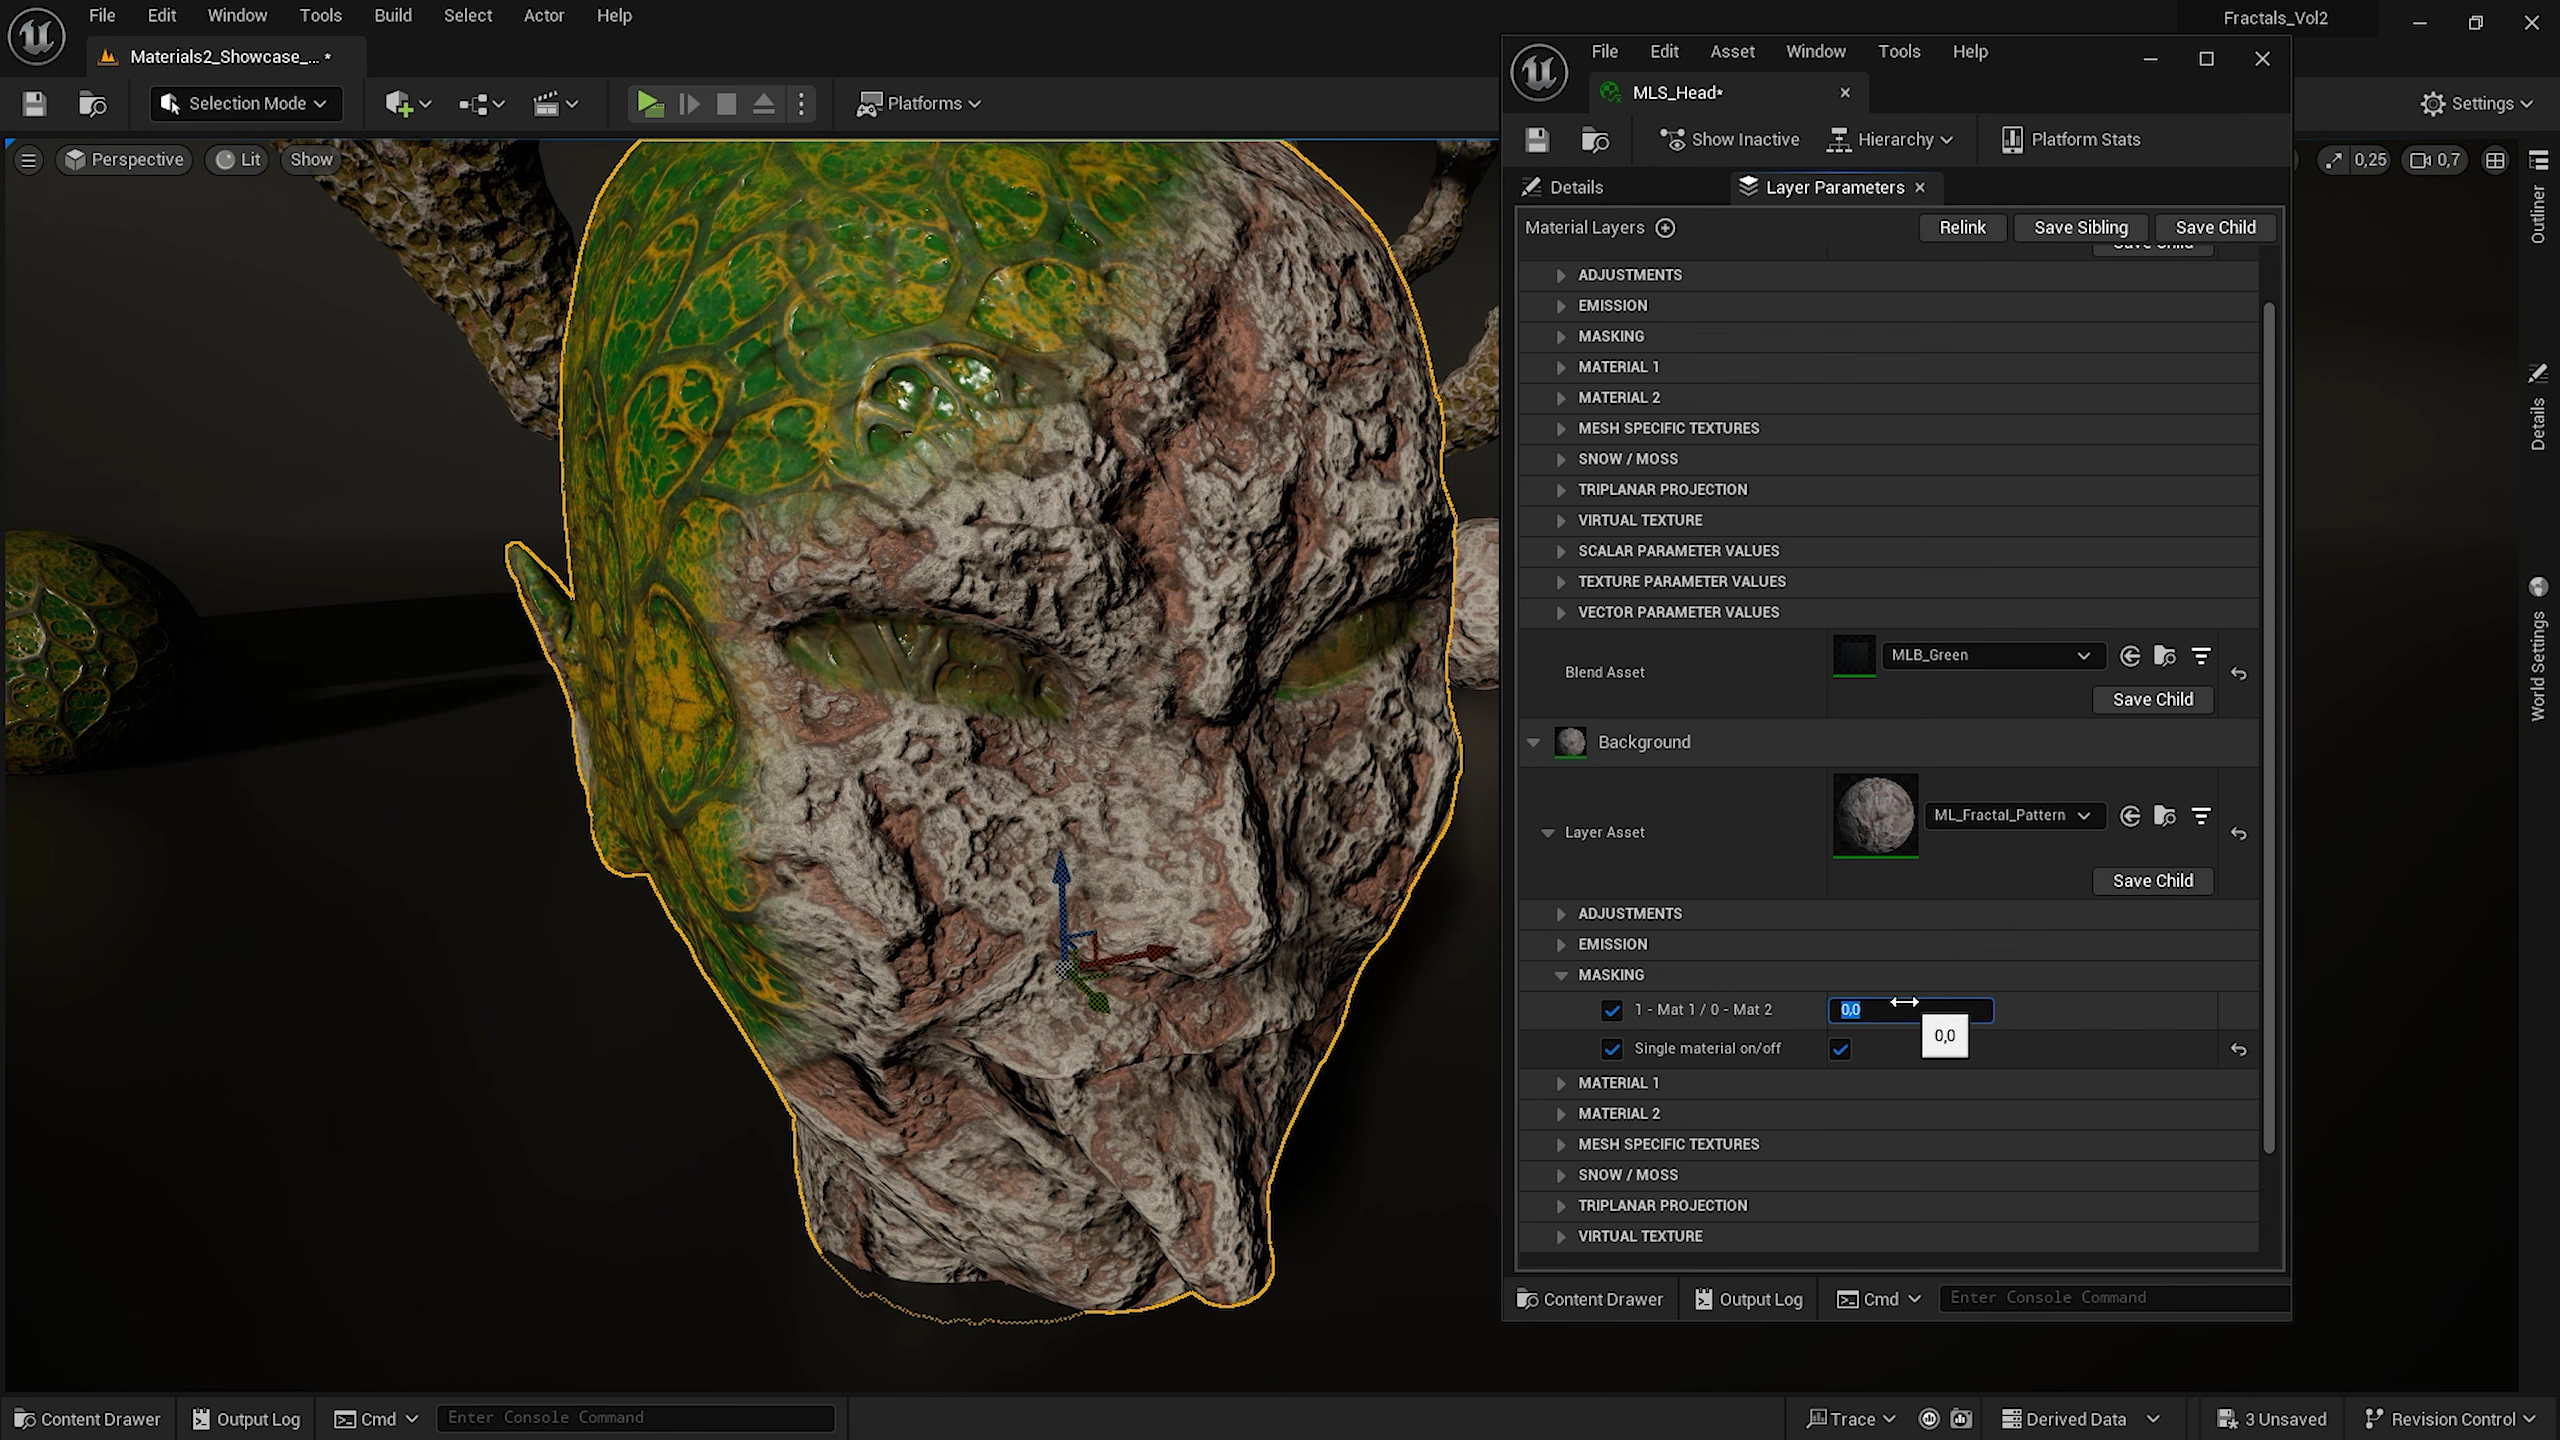 File Edit Window Tools Build Select Actor Help
Fractals_Vol2
Materials2_Showcase_... *
Selection Mode
Platforms
Settings
Perspective
Lit
Show
0,25
0,7
Outliner
Details
World Settings
File Edit Asset Window Tools Help
MLS_Head*
Show Inactive
Hierarchy
Platform Stats
Details
Layer Parameters
Material Layers
Relink
Save Sibling
Save Child
Save Child
ADJUSTMENTS
EMISSION
MASKING
MATERIAL 1
MATERIAL 2
MESH SPECIFIC TEXTURES
SNOW / MOSS
TRIPLANAR PROJECTION
VIRTUAL TEXTURE
SCALAR PARAMETER VALUES
TEXTURE PARAMETER VALUES
VECTOR PARAMETER VALUES
Blend Asset
MLB_Green
Save Child
Background
Layer Asset
ML_Fractal_Pattern
Save Child
ADJUSTMENTS
EMISSION
MASKING
1 - Mat 1 / 0 - Mat 2
0,0
0,0
Single material on/off
MATERIAL 1
MATERIAL 2
MESH SPECIFIC TEXTURES
SNOW / MOSS
TRIPLANAR PROJECTION
VIRTUAL TEXTURE
Content Drawer
Output Log
Cmd
Enter Console Command
Content Drawer
Output Log
Cmd
Enter Console Command
Trace
Derived Data
3 Unsaved
Revision Control